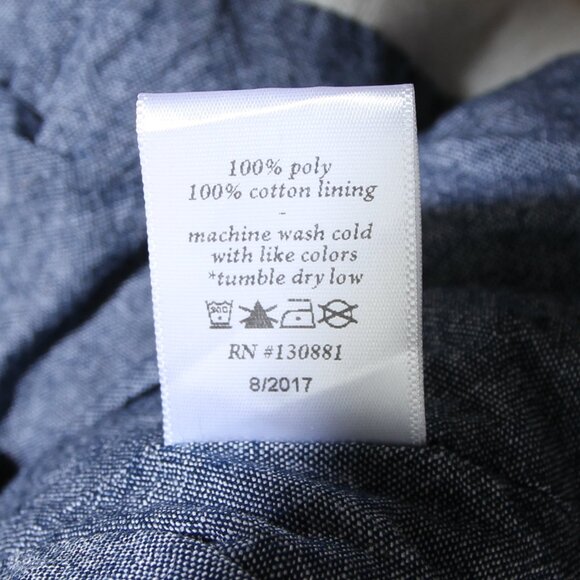 100% poly
100% cotton lining
-
machine wash cold
with like colors
*tumble dry low
RN #130881
8/2017